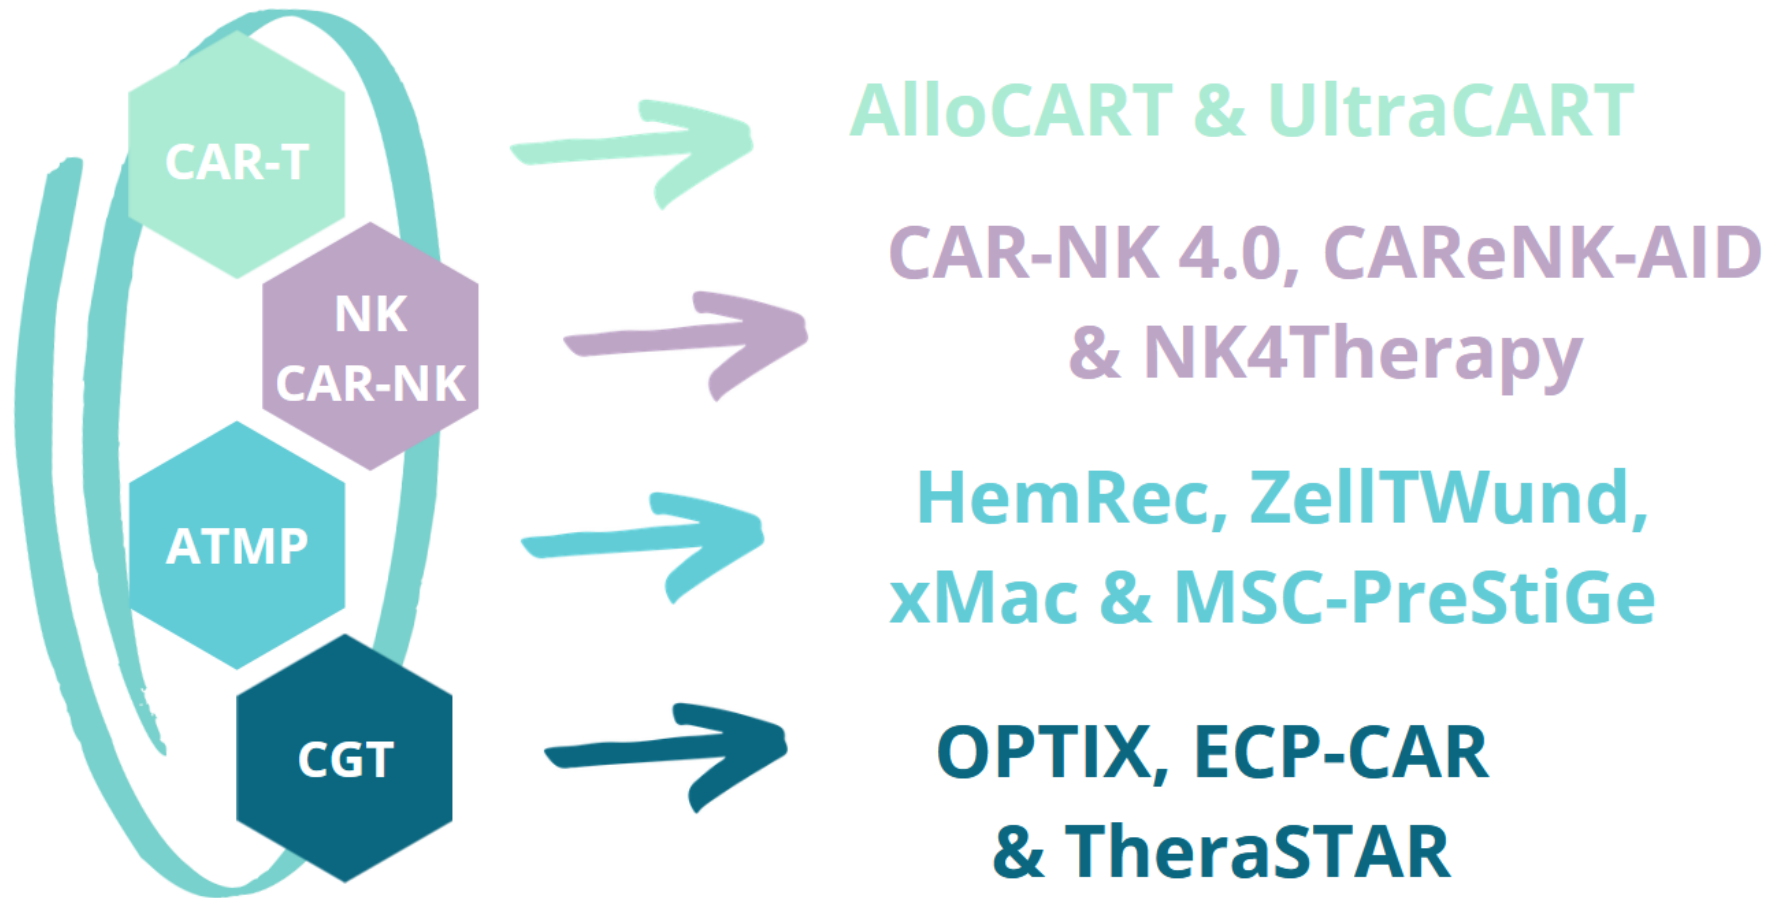 CAR-T
AlloCART & UltraCART
NK
CAR-NK
CAR-NK 4.0, CAReNK-AID
& NK4Therapy
ATMP
HemRec, ZellTWund,
xMac & MSC-PreStiGe
CGT
OPTIX, ECP-CAR
& TheraSTAR